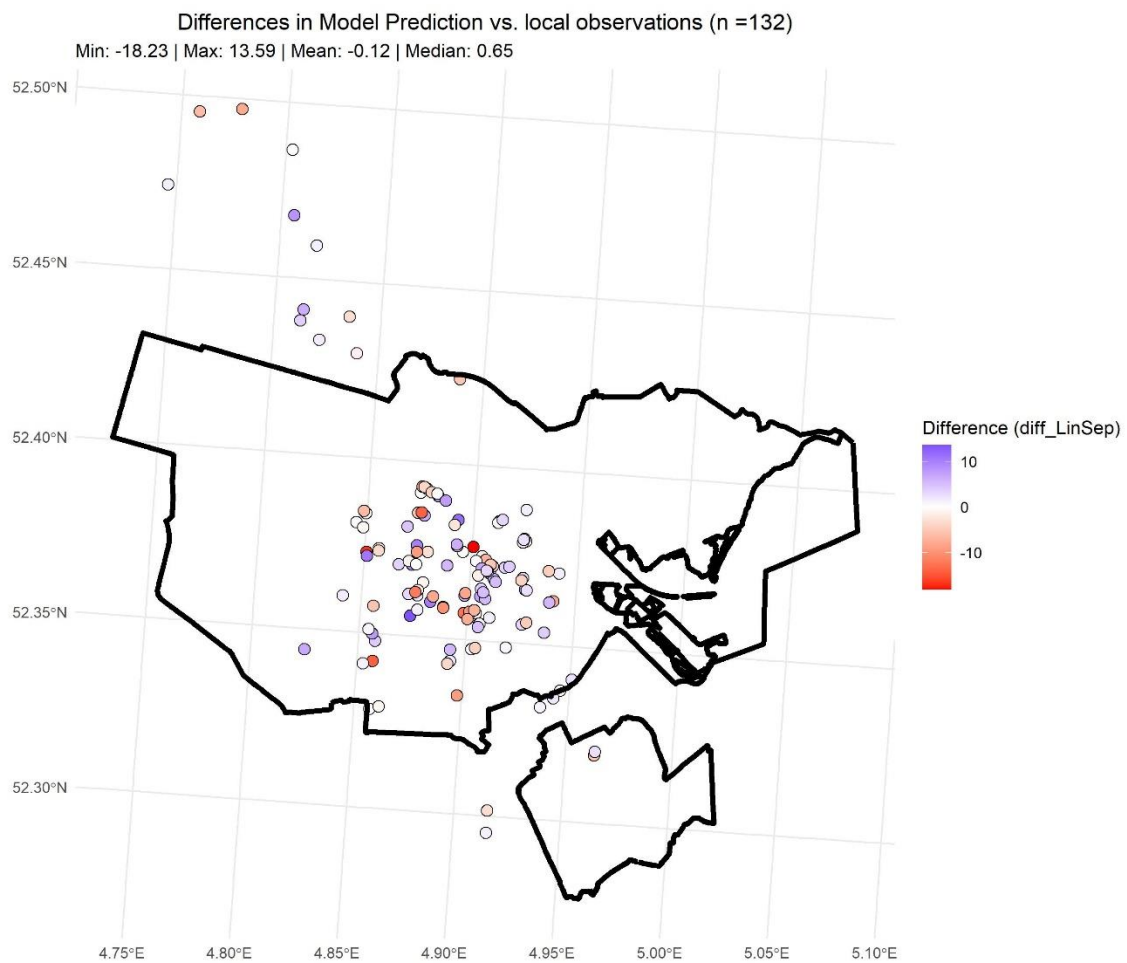 Differences in Model Prediction vs. local observations (n =132)
Min: -18.23 | Max: 13.59 | Mean: -0.12 | Median: 0.65
52.50°N
52.45°N
52.40°N
52.35°N
52.30°N
4.75°E 4.80°E 4.85°E 4.90°E 4.95°E 5.00°E 5.05°E 5.10°E
Difference (diff_LinSep)
10
0
-10